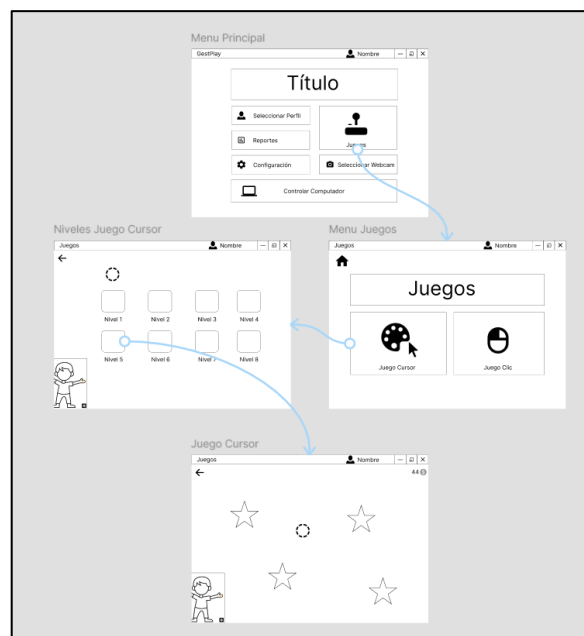 Menu Principal
GestPlay Nombre
Título
Seleccionar Perfil
Juegos
Reportes
Configuración Seleccionar Webcam
Controlar Computador
Niveles Juego Cursor
Juegos Nombre
Nivel 1 Nivel 2 Nivel 3 Nivel 4
Nivel 5 Nivel 6 Nivel 7 Nivel 8
Menu Juegos
Juegos Nombre
Juegos
Juego Cursor Juego Clic
Juego Cursor
Juegos Nombre
44